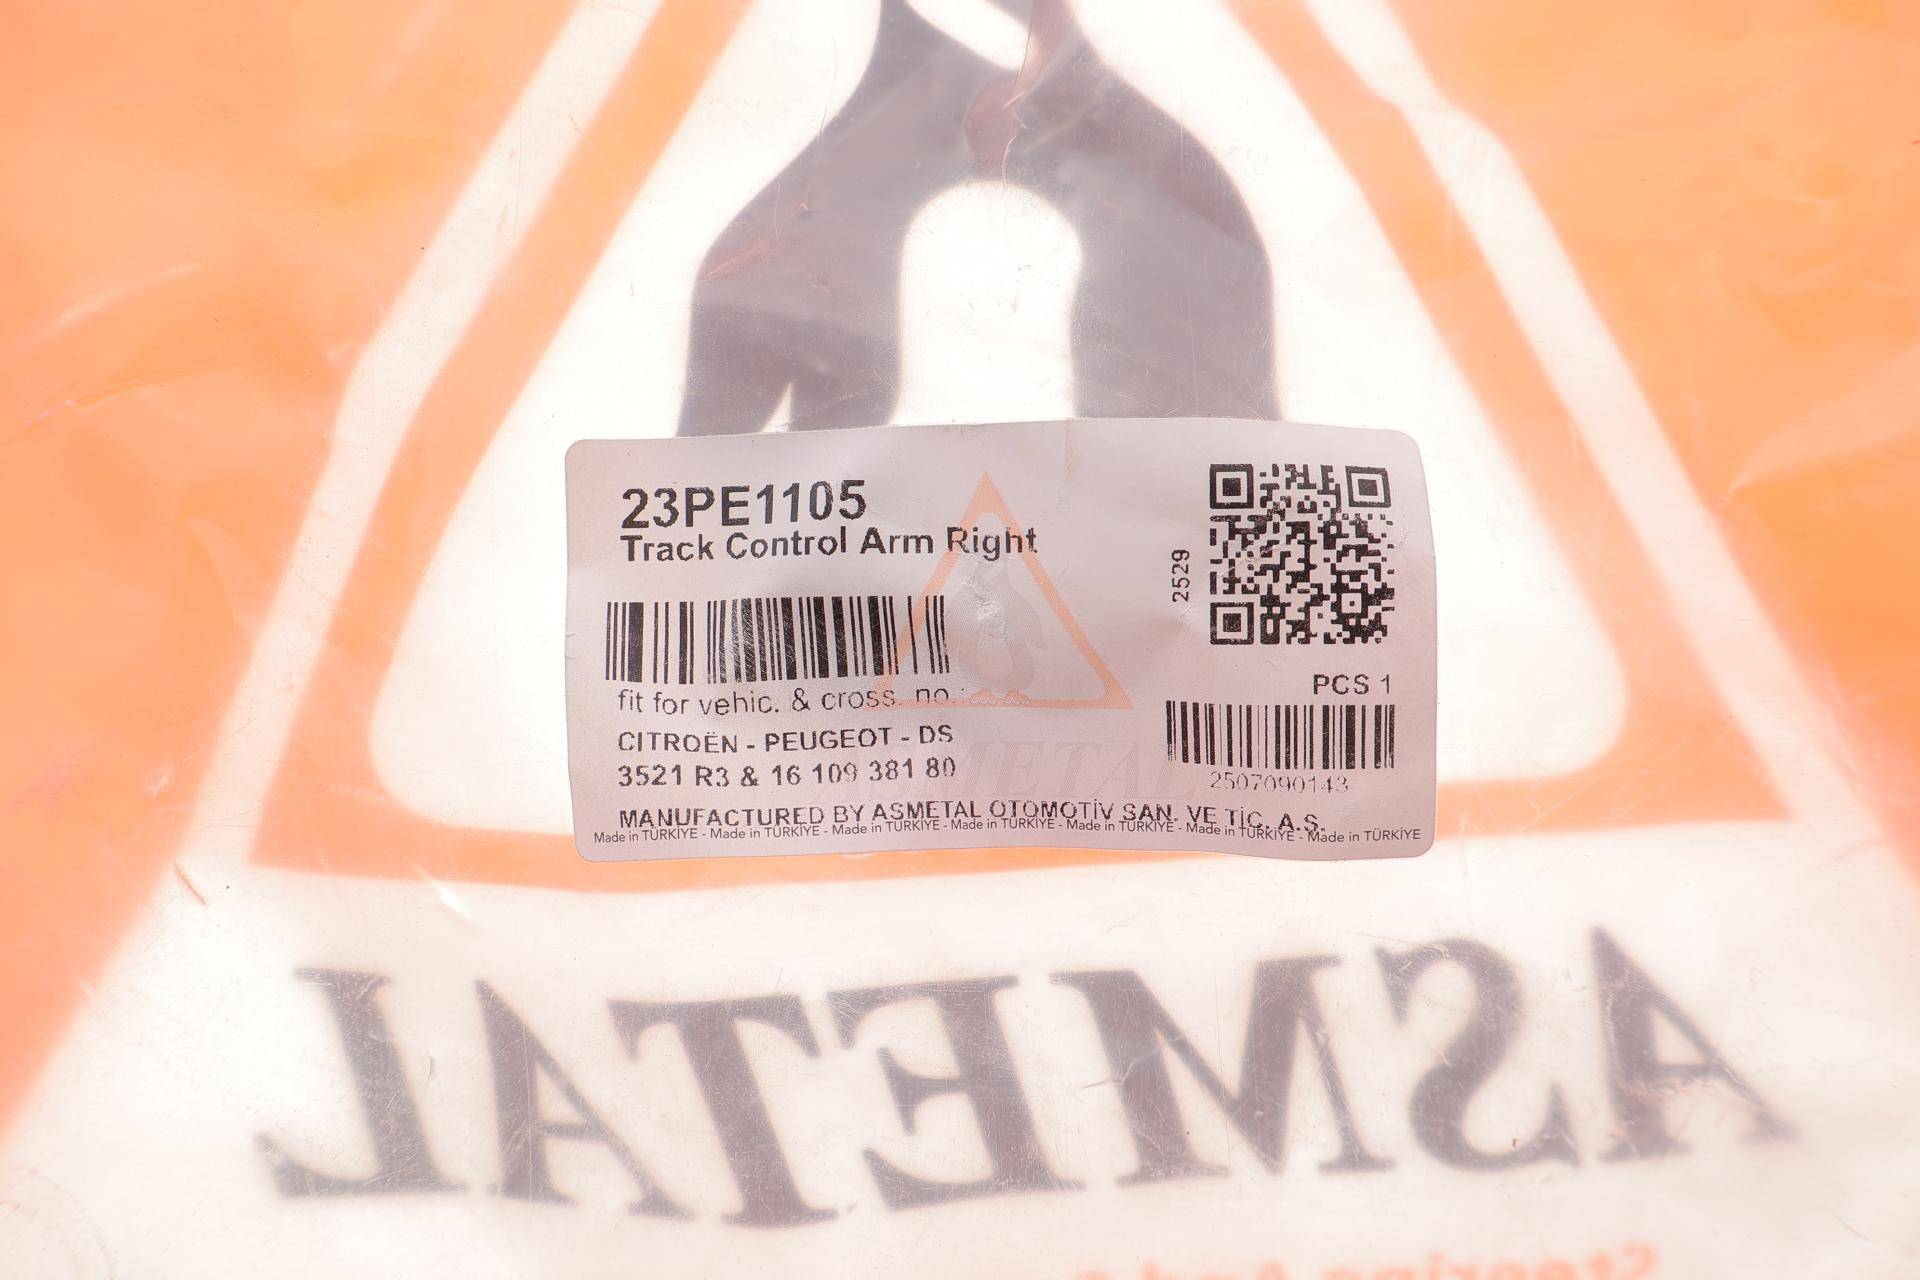 23PE1105
Track Control Arm Right
2529
fit for vehic. & cross. no.:
PCS 1
CITROËN - PEUGEOT - DS
3521 R3 & 16 109 381 80
2507090143
ASMETAL
MANUFACTURED BY ASMETAL OTOMOTİV SAN. VE TİC. A.Ş.
Made in TÜRKİYE - Made in TÜRKİYE - Made in TÜRKİYE - Made in TÜRKİYE - Made in TÜRKİYE - Made in TÜRKİYE - Made in TÜRKİYE
ASMETAL
Steering And